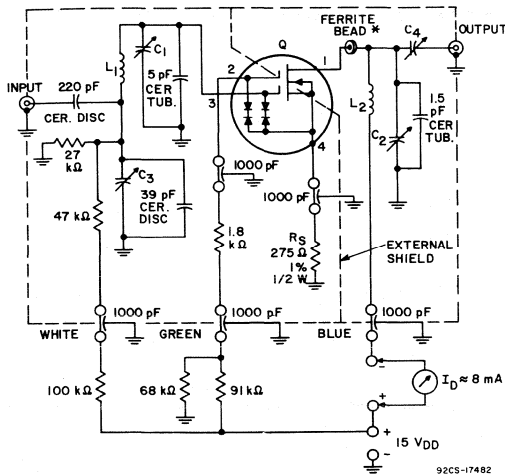 FERRITE
BEAD *
C4
OUTPUT
Q
1
C1
L1
2
INPUT
220 pF
5 pF
CER
TUB.
3
L2
1.5
pF
CER
TUB.
CER. DISC
C2
4
27
kΩ
C3
1000 pF
1000 pF
39 pF
CER.
DISC
47 kΩ
1.8
kΩ
RS
275 Ω
1%
1/2 W
EXTERNAL
SHIELD
1000 pF
1000 pF
1000 pF
WHITE
GREEN
BLUE
-
100 kΩ
68 kΩ
91 kΩ
ID ≈ 8 mA
+
+
15 VDD
-
92CS-17482